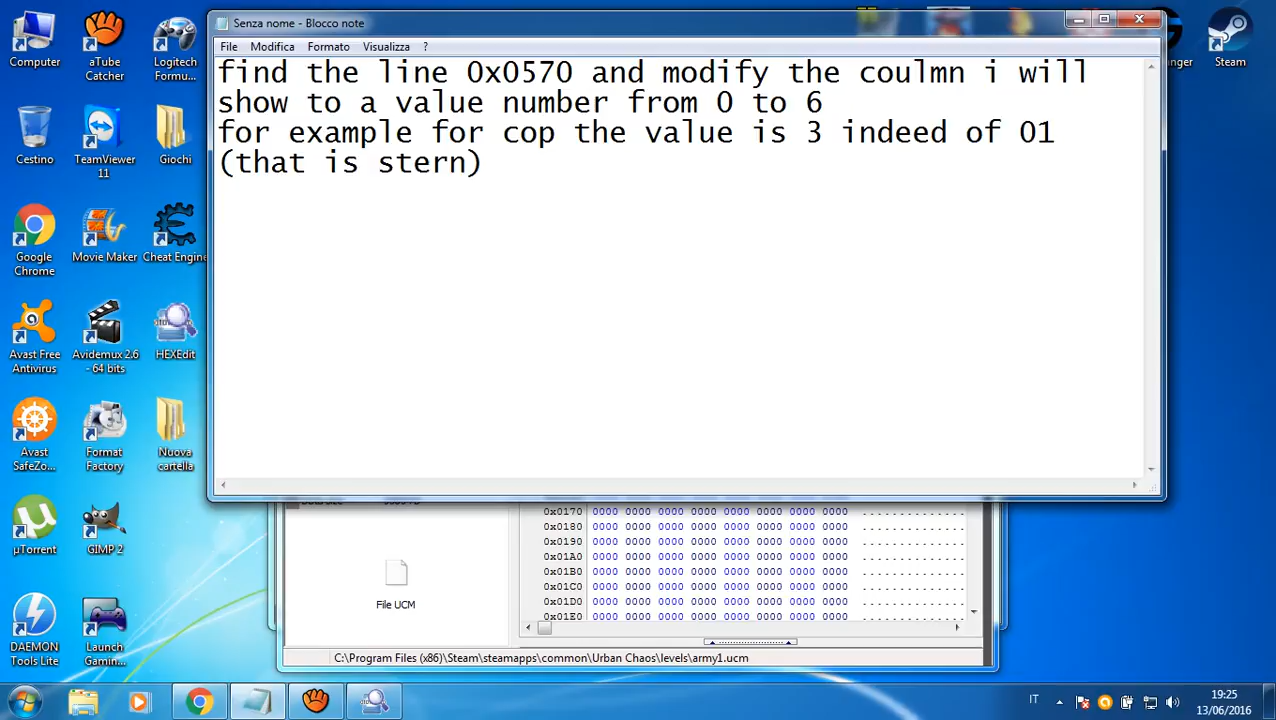 Senza nome - Blocco note
File Modifica Formato Visualizza ?
find the line 0x0570 and modify the coulmn i will
show to a value number from 0 to 6
for example for cop the value is 3 indeed of 01
(that is stern)
Computer
aTube
Catcher
Logitech
Formu...
Steam
Cestino
TeamViewer
11
Giochi
Google
Chrome
Movie Maker
Cheat Engine
Avast Free
Antivirus
Avidemux 2.6
- 64 bits
HEXEdit
Avast
SafeZo...
Format
Factory
Nuova
cartella
µTorrent
GIMP 2
DAEMON
Tools Lite
Launch
Gamin...
File UCM
0x0170 0000 0000 0000 0000 0000 0000 0000 0000 ................
0x0180 0000 0000 0000 0000 0000 0000 0000 0000 ................
0x0190 0000 0000 0000 0000 0000 0000 0000 0000 ................
0x01A0 0000 0000 0000 0000 0000 0000 0000 0000 ................
0x01B0 0000 0000 0000 0000 0000 0000 0000 0000 ................
0x01C0 0000 0000 0000 0000 0000 0000 0000 0000 ................
0x01D0 0000 0000 0000 0000 0000 0000 0000 0000 ................
0x01E0 0000 0000 0000 0000 0000 0000 0000 0000 ................
C:\Program Files (x86)\Steam\steamapps\common\Urban Chaos\levels\army1.ucm
IT
19:25
13/06/2016